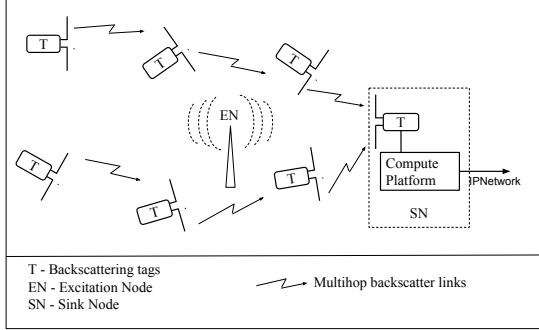 T
T
T
EN
T
Compute
Platform
IPNetwork
T
T
T
SN
T - Backscattering tags
EN - Excitation Node
SN - Sink Node
Multihop backscatter links